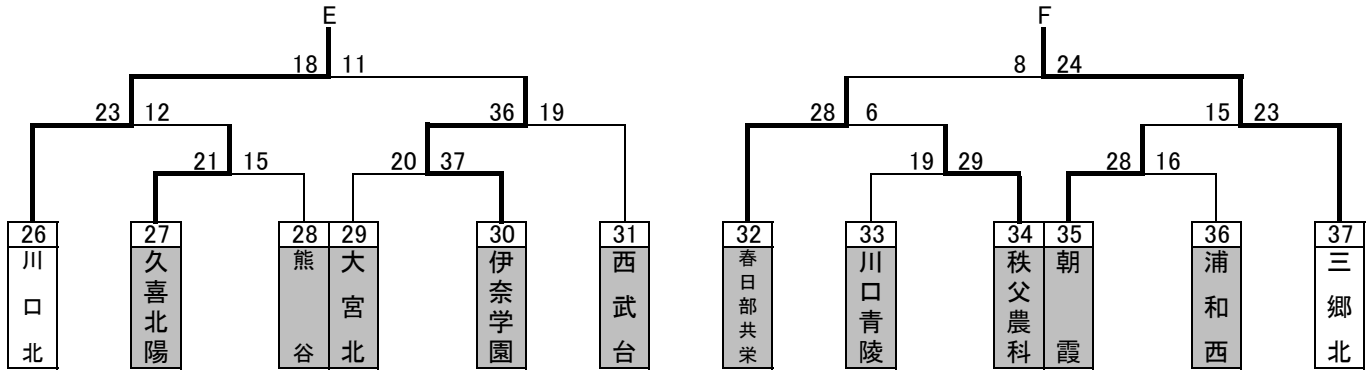 E F
18 11 8 24
23 12 36 19 28 6 15 23
21 15 20 37 19 29 28 16
26 27 28 29 30 31 32 33 34 35 36 37
川口北 久喜北陽 熊谷 大宮北 伊奈学園 西武台 春日部共栄 川口青陵 秩父農科 朝霞 浦和西 三郷北